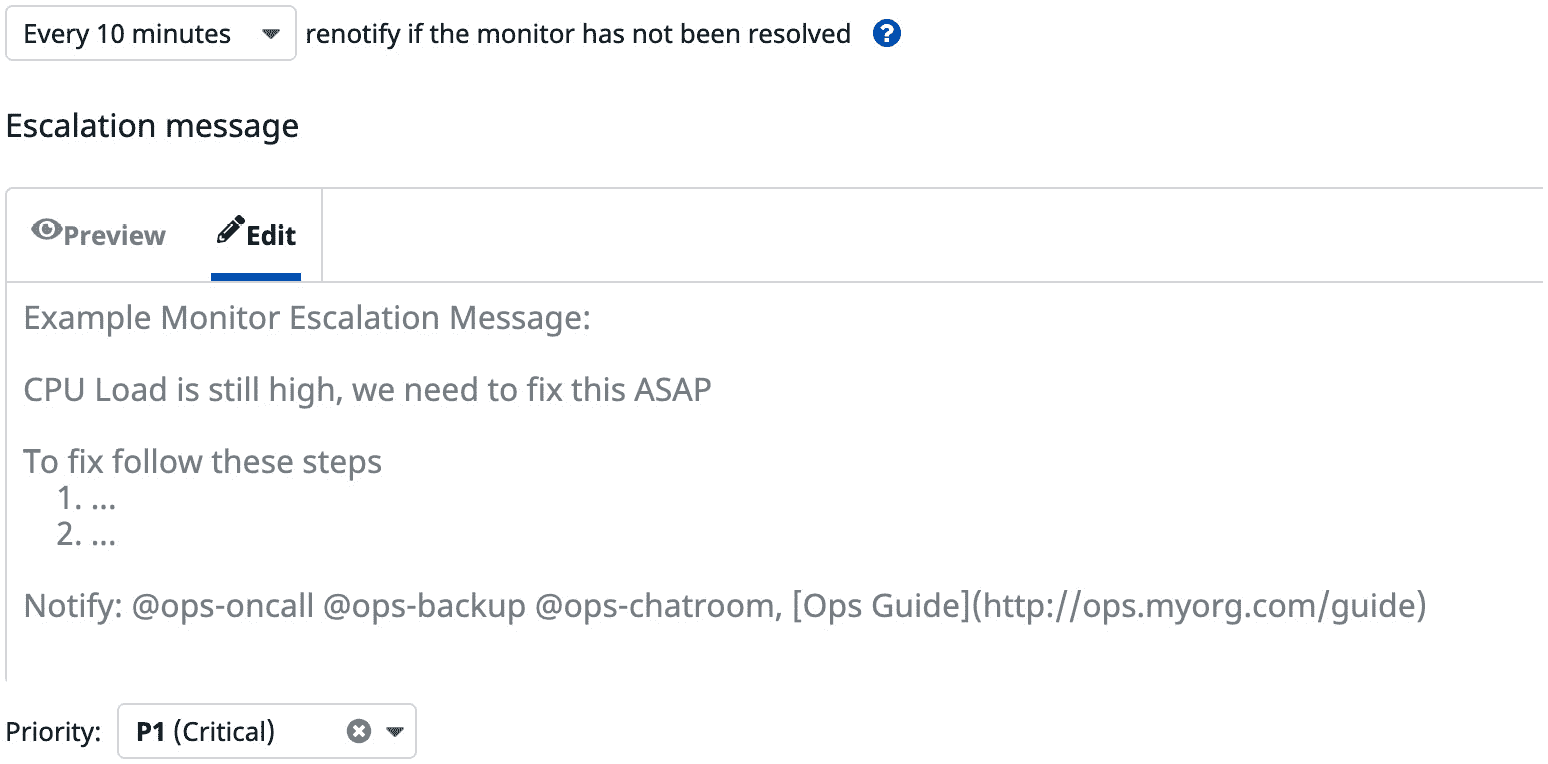 Every 10 minutes renotify if the monitor has not been resolved ?
Escalation message
Preview Edit
Example Monitor Escalation Message:
CPU Load is still high, we need to fix this ASAP
To fix follow these steps
1. ...
2. ...
Notify: @ops-oncall @ops-backup @ops-chatroom, [Ops Guide](http://ops.myorg.com/guide)
Priority: P1 (Critical)